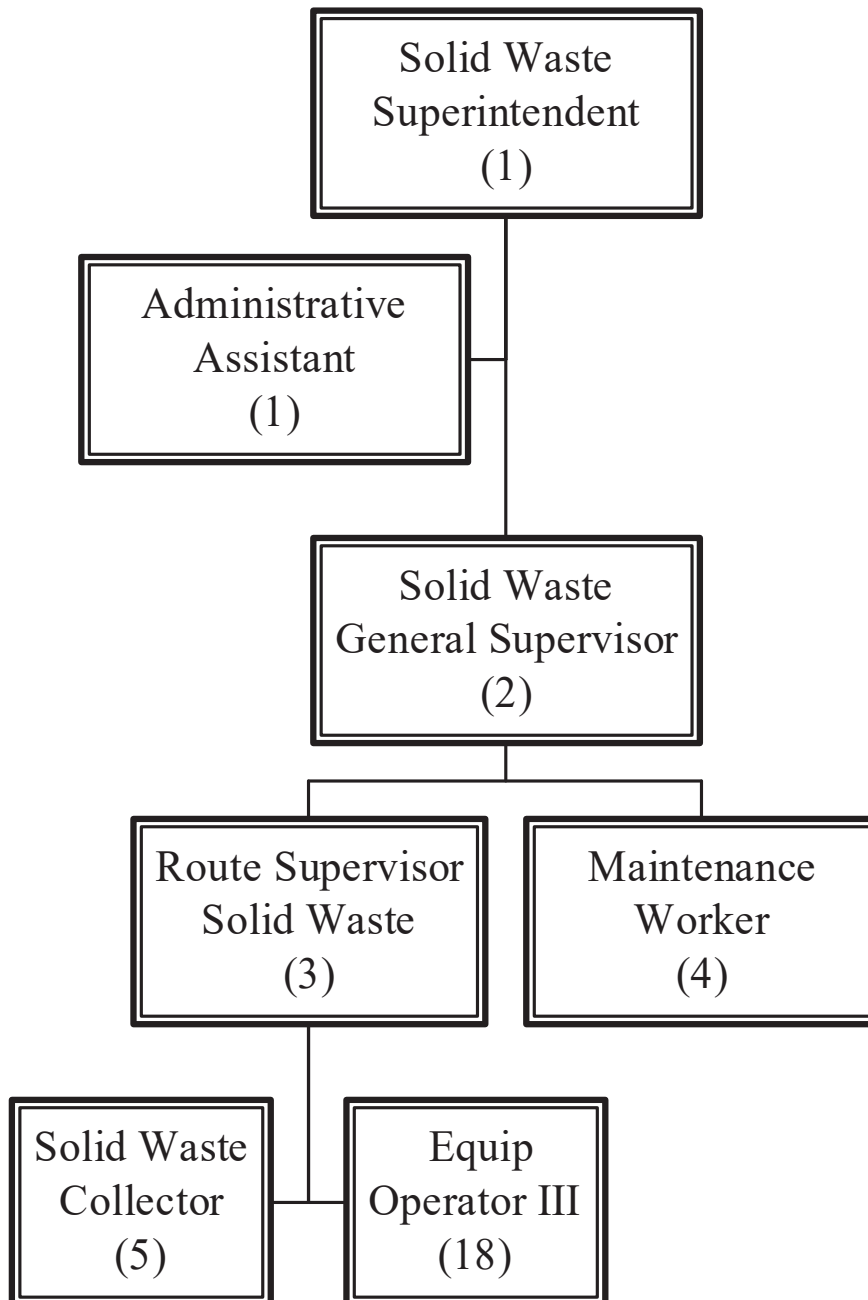 Solid Waste
Superintendent
(1)
Administrative
Assistant
(1)
Solid Waste
General Supervisor
(2)
Route Supervisor
Solid Waste
(3)
Maintenance
Worker
(4)
Solid Waste
Collector
(5)
Equip
Operator III
(18)